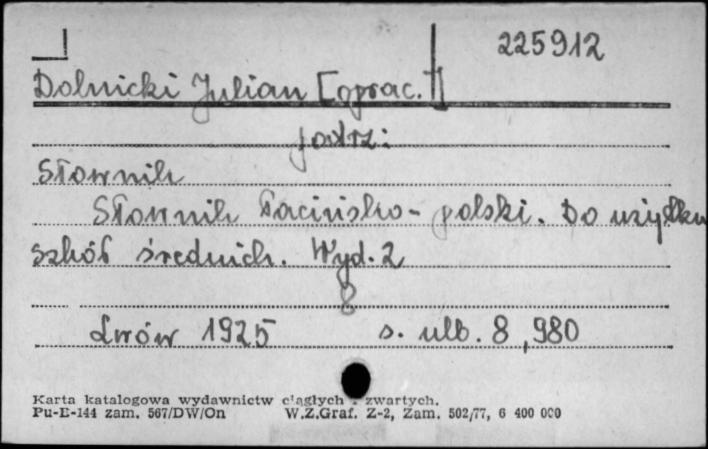 225912
Dolnicki Julian [oprac.]
patrz:
Słownik
Słownik łacińsko-polski. Do użytku
szkół średnich. Wyd. 2
8
Lwów 1925 s. nlb. 8, 980
Karta katalogowa wydawnictw ciągłych i zwartych.
Pu-E-144 zam. 567/DW/On W.Z.Graf. Z-2, Zam. 502/77, 6 400 000